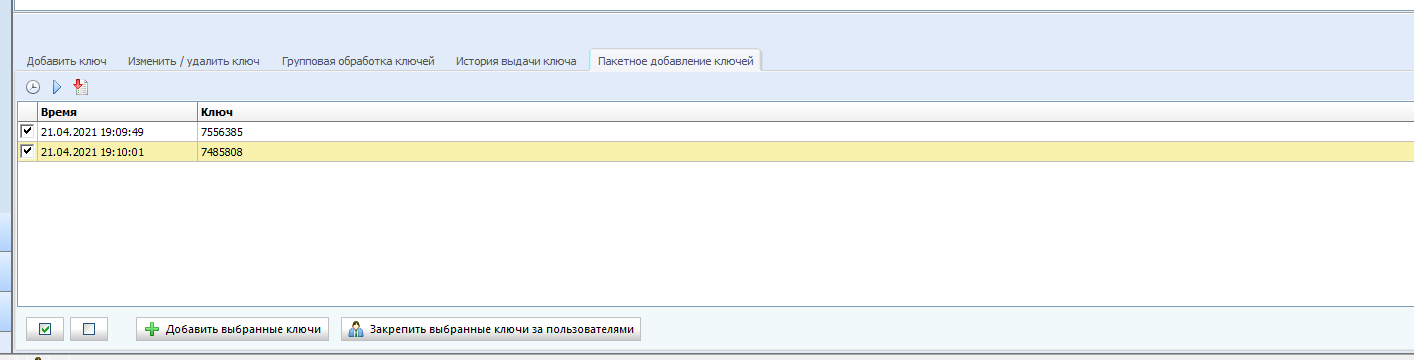 Добавить ключ Изменить / удалить ключ Групповая обработка ключей История выдачи ключа Пакетное добавление ключей
Время Ключ
21.04.2021 19:09:49 7556385
21.04.2021 19:10:01 7485808
Добавить выбранные ключи Закрепить выбранные ключи за пользователями